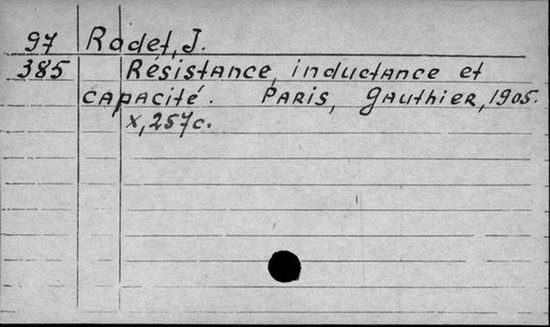 97 Rodet, J.
385 Résistance, inductance et
capacité. Paris, Gauthier, 1905.
X, 257c.